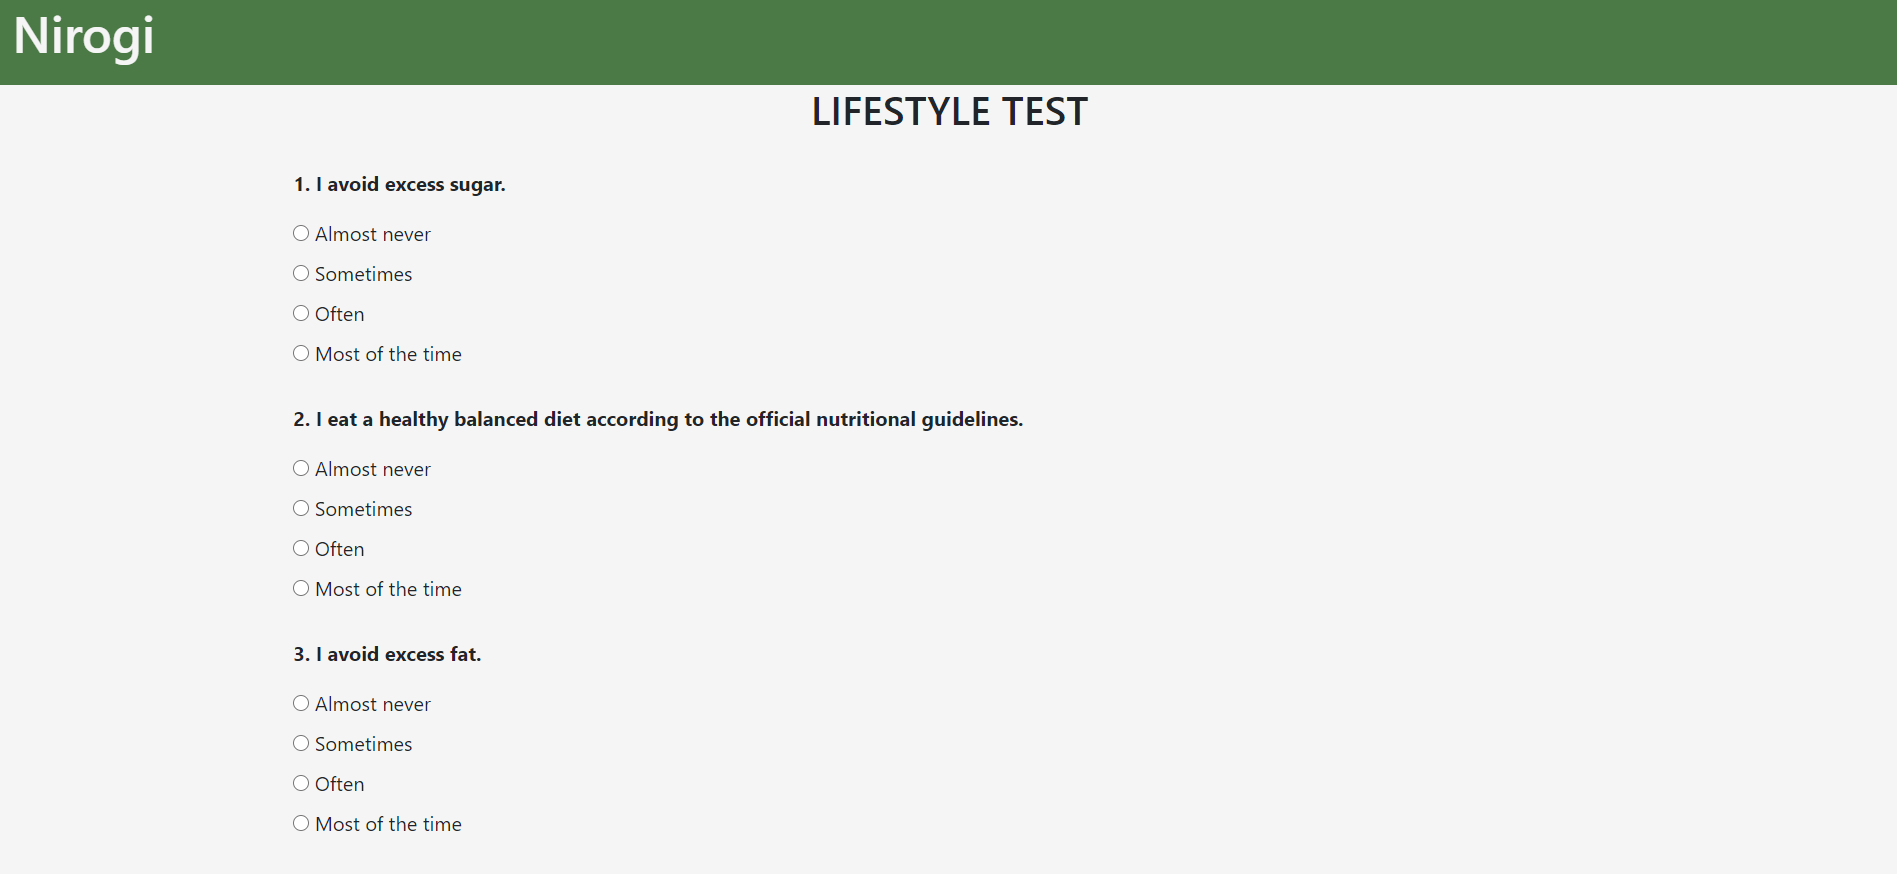 Nirogi
LIFESTYLE TEST
1. I avoid excess sugar.
Almost never
Sometimes
Often
Most of the time
2. I eat a healthy balanced diet according to the official nutritional guidelines.
Almost never
Sometimes
Often
Most of the time
3. I avoid excess fat.
Almost never
Sometimes
Often
Most of the time